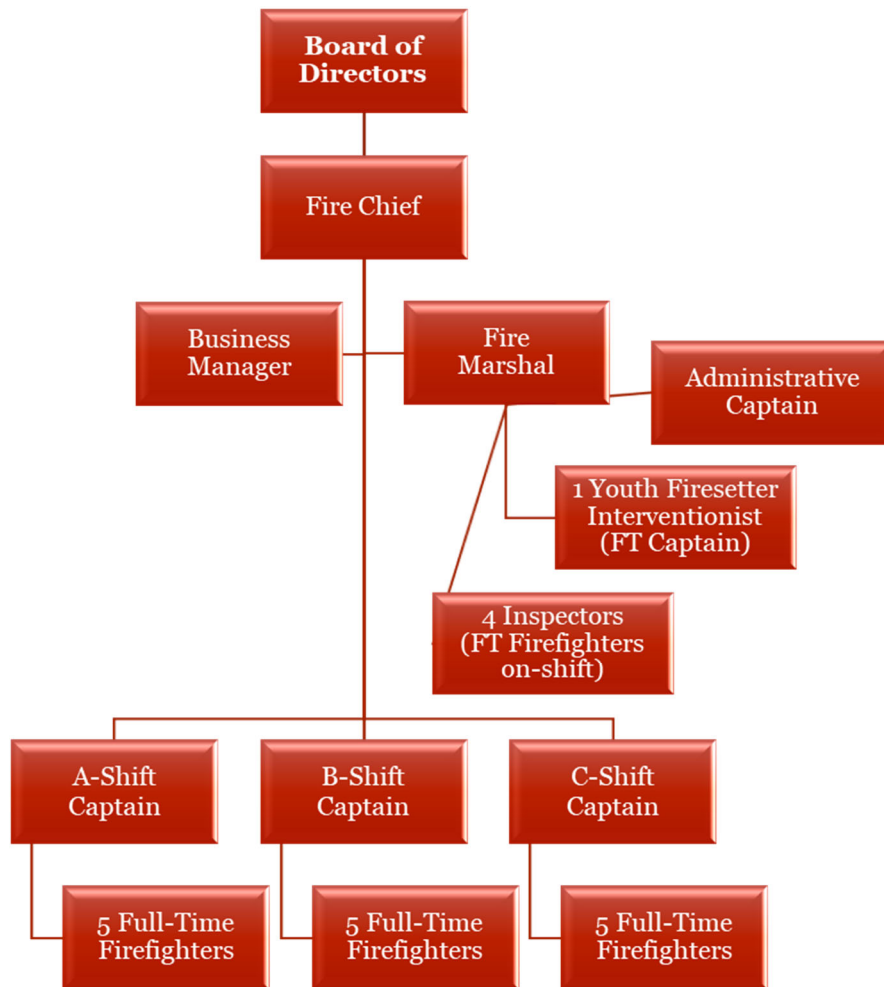 Board of
Directors
Fire Chief
Business
Manager
Fire
Marshal
Administrative
Captain
1 Youth Firesetter
Interventionist
(FT Captain)
4 Inspectors
(FT Firefighters
on-shift)
A-Shift
Captain
B-Shift
Captain
C-Shift
Captain
5 Full-Time
Firefighters
5 Full-Time
Firefighters
5 Full-Time
Firefighters